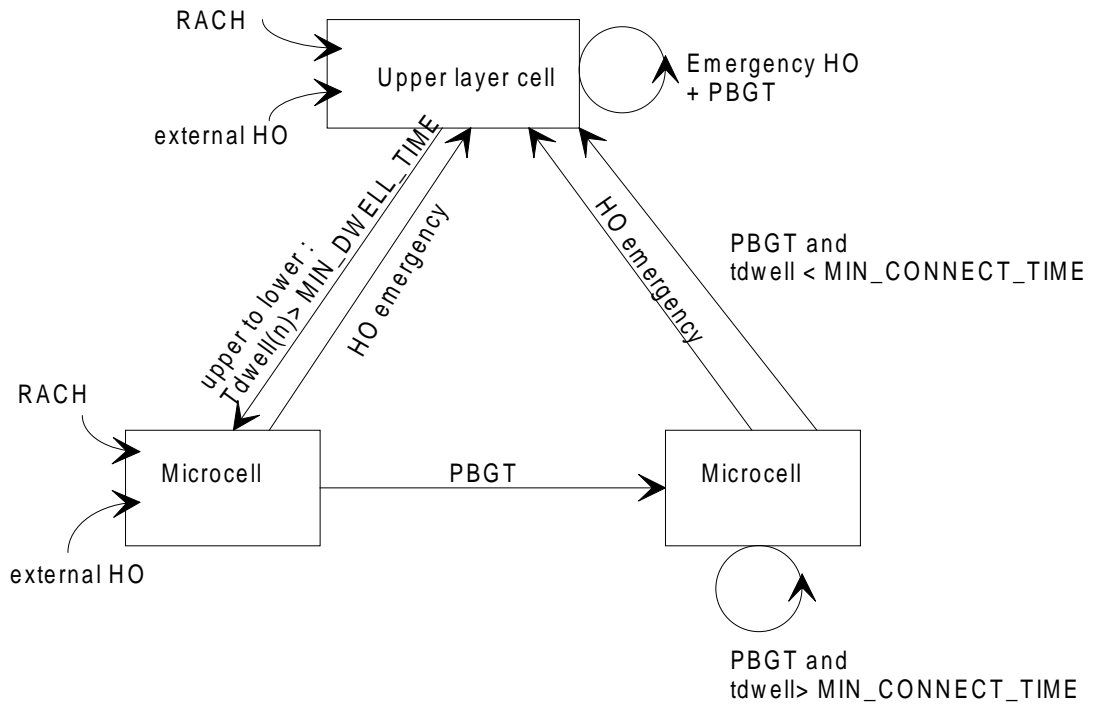 RACH
Upper layer cell
Emergency HO
+ PBGT
external HO
upper to lower :
Tdwell(n)> MIN_DWELL_TIME
HO emergency
HO emergency
PBGT and
tdwell < MIN_CONNECT_TIME
RACH
Microcell
PBGT
Microcell
external HO
PBGT and
tdwell> MIN_CONNECT_TIME